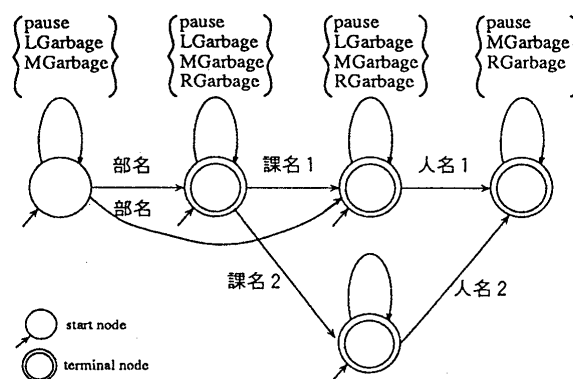 pause
LGarbage
MGarbage
pause
LGarbage
MGarbage
RGarbage
pause
LGarbage
MGarbage
RGarbage
pause
MGarbage
RGarbage
部名
課名1
人名1
部名
課名2
人名2
start node
terminal node